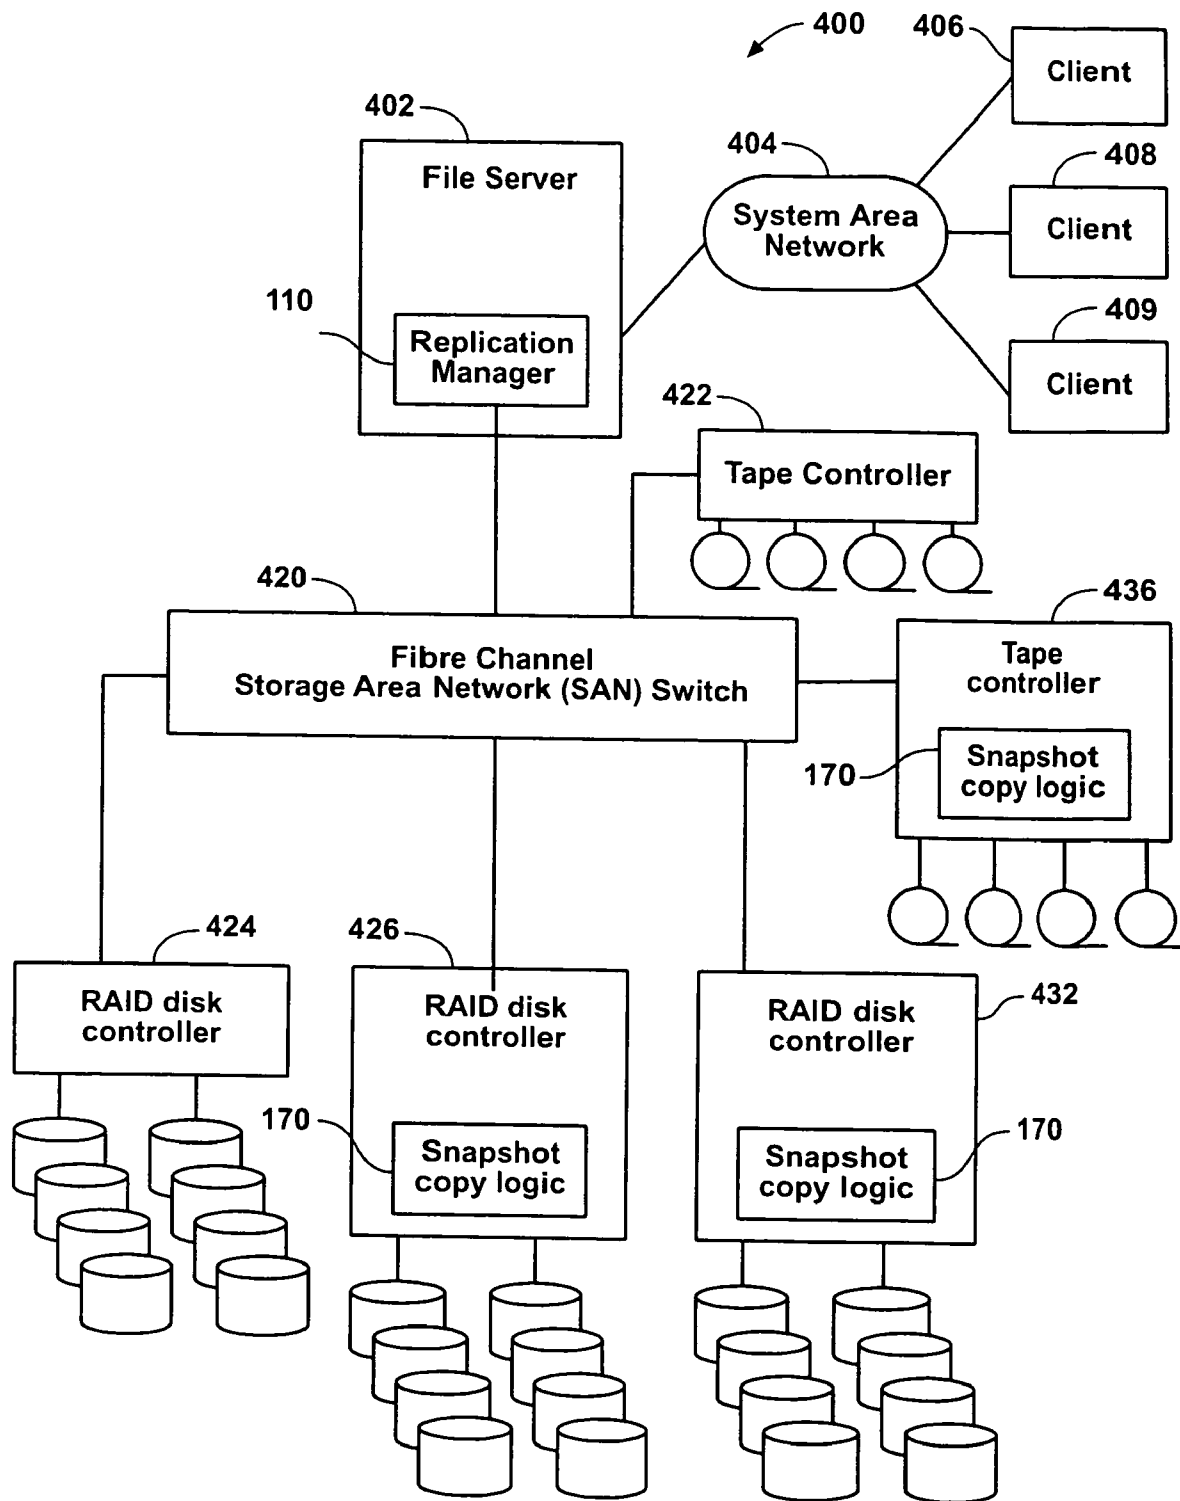 400
406
Client
402
File Server
404
System Area
Network
408
Client
110
Replication
Manager
409
Client
422
Tape Controller
420
Fibre Channel
Storage Area Network (SAN) Switch
436
Tape
controller
170
Snapshot
copy logic
424
RAID disk
controller
426
RAID disk
controller
170
Snapshot
copy logic
432
RAID disk
controller
170
Snapshot
copy logic